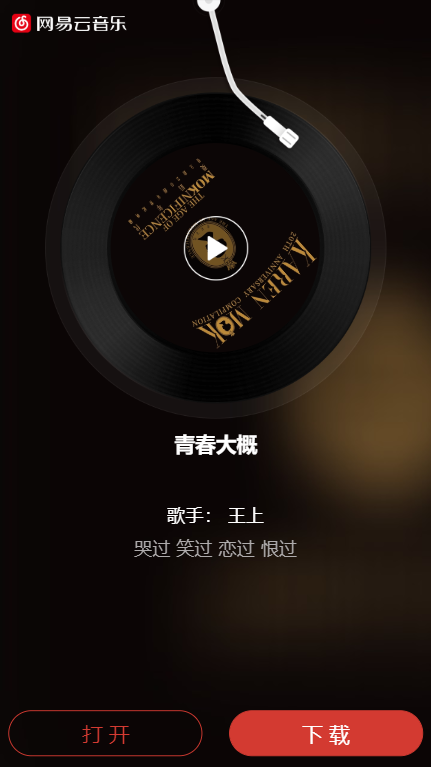 网易云音乐
THE AGE OF
MOKNIFICENCE
KAREN MOK
20TH ANNIVERSARY COMPILATION
青春大概
歌手： 王上
哭过 笑过 恋过 恨过
打 开
下 载